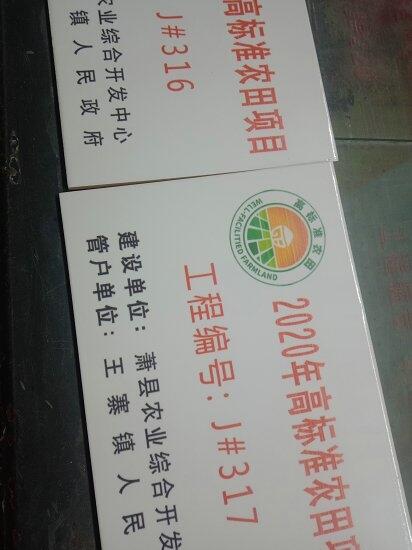 高标准农田项目
J#316
农业综合开发中心
镇人民政府
高标准农田
WELL-FACILITIED FARMLAND
2020年高标准农田项
工程编号：J#317
建设单位：萧县农业综合开发
管户单位：王寨镇人民